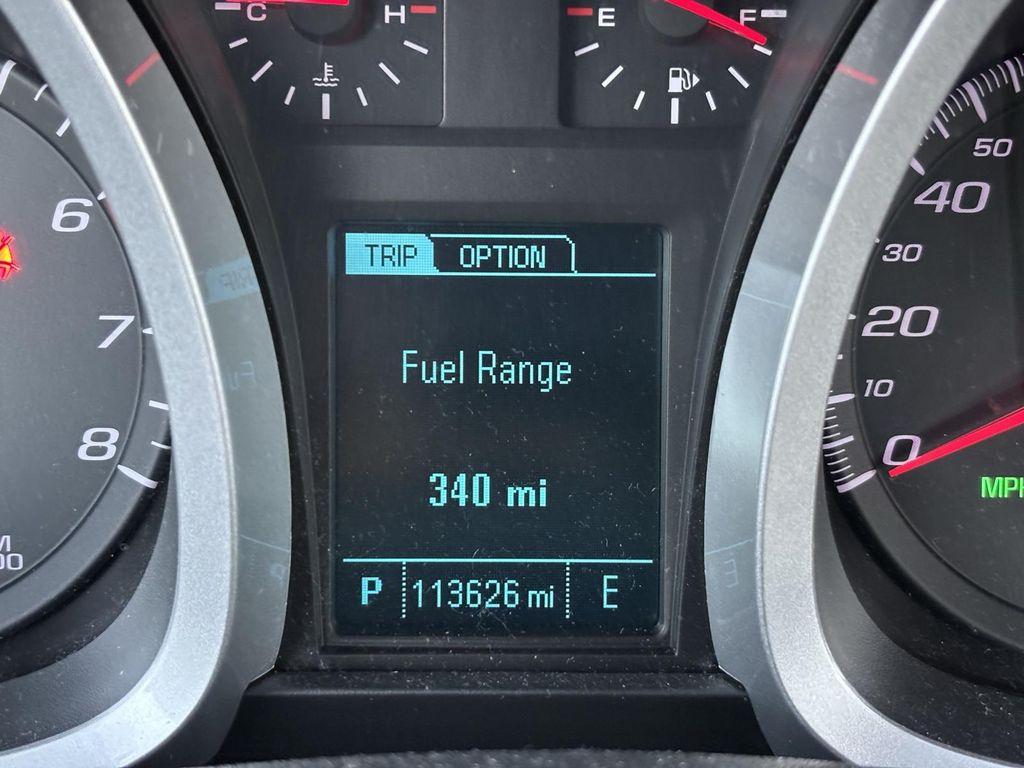 C H
E F
6
7
8
TRIP OPTION
Fuel Range
340 mi
P 113626 mi E
50
40
30
20
10
0
MPH